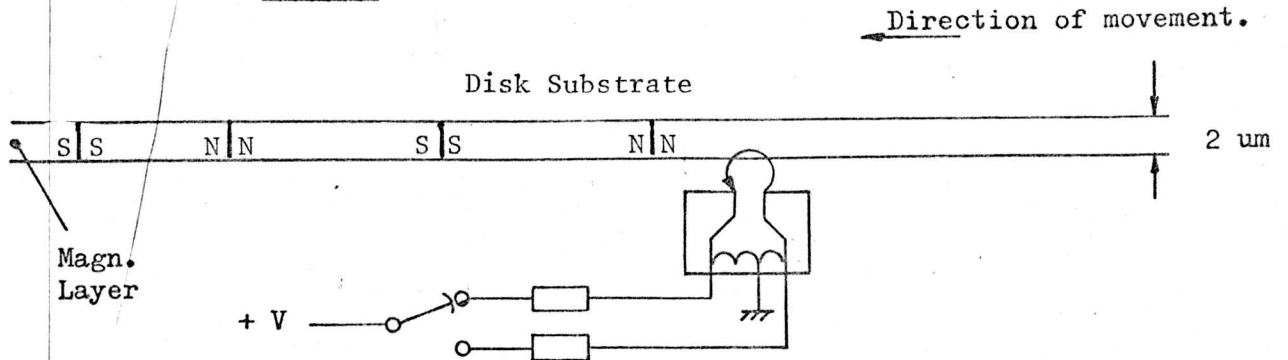 Direction of movement.
Disk Substrate
S S N N S S N N
2 um
Magn.
Layer
+ V